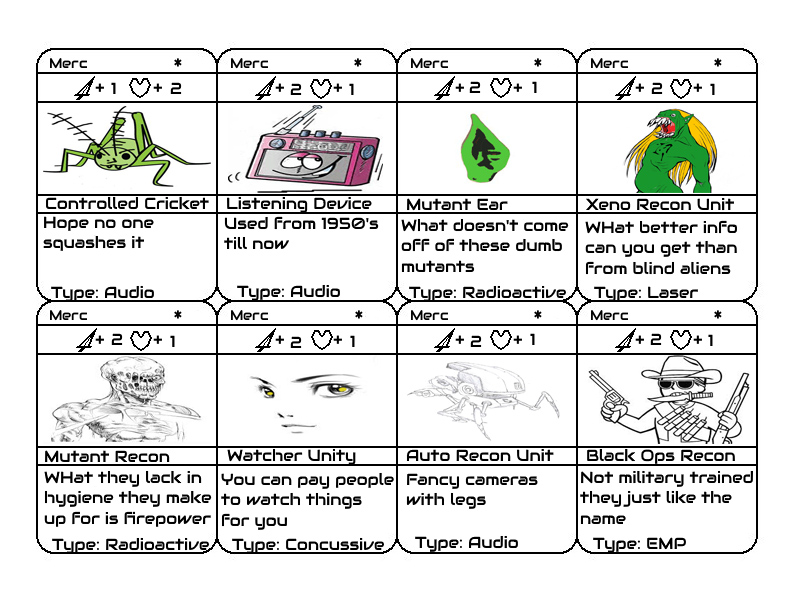 Merc *
+ 1 + 2
Controlled Cricket
Hope no one
squashes it
Type: Audio
Merc *
+ 2 + 1
Listening Device
Used from 1950's
till now
Type: Audio
Merc *
+ 2 + 1
Mutant Ear
What doesn't come
off of these dumb
mutants
Type: Radioactive
Merc *
+ 2 + 1
Xeno Recon Unit
WHat better info
can you get than
from blind aliens
Type: Laser
Merc *
+ 2 + 1
Mutant Recon
WHat they lack in
hygiene they make
up for is firepower
Type: Radioactive
Merc *
+ 2 + 1
Watcher Unity
You can pay people
to watch things
for you
Type: Concussive
Merc *
+ 2 + 1
Auto Recon Unit
Fancy cameras
with legs
Type: Audio
Merc *
+ 2 + 1
Black Ops Recon
Not military trained
they just like the
name
Type: EMP